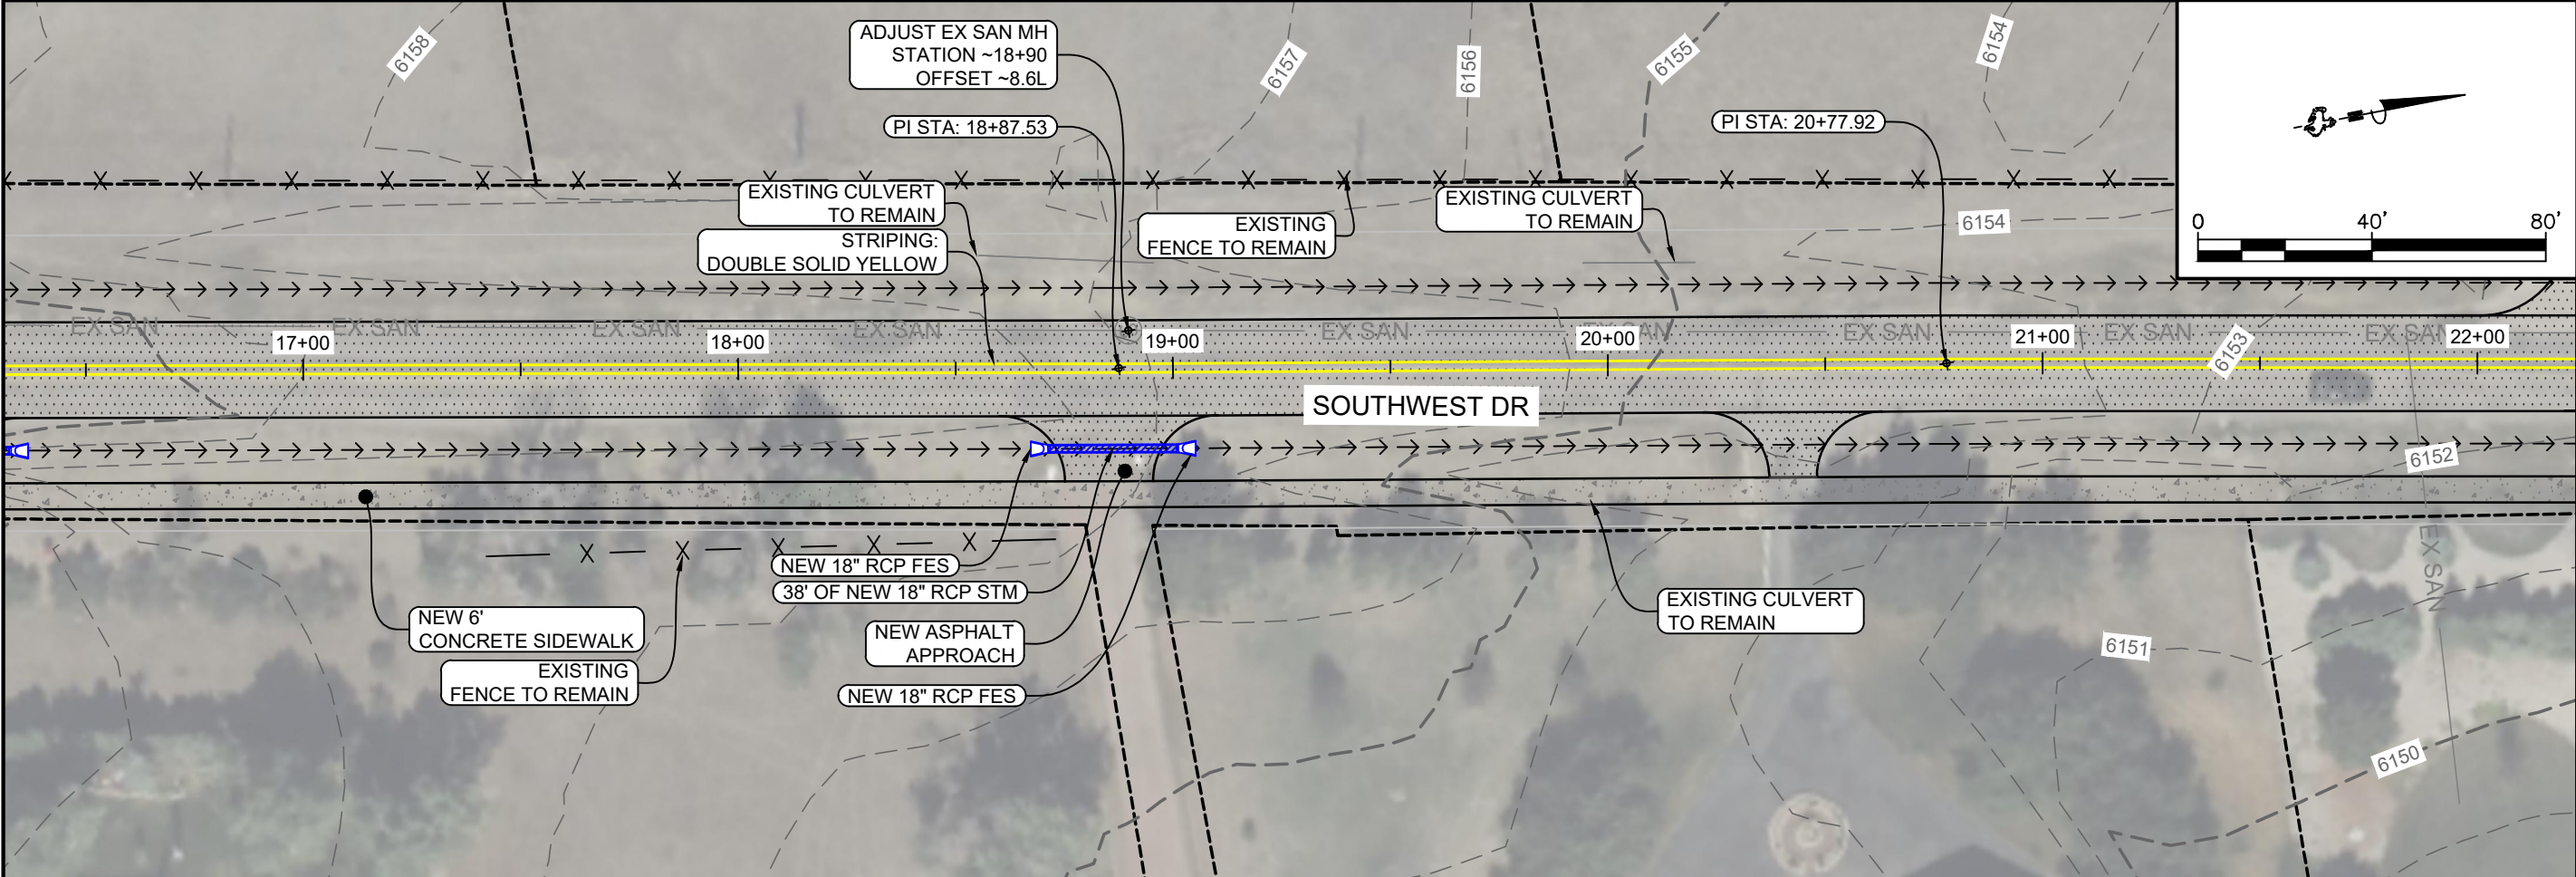 ADJUST EX SAN MH
STATION ~18+90
OFFSET ~8.6L
6158
6157
6156
6155
6154
PI STA: 18+87.53
PI STA: 20+77.92
0 40' 80'
EXISTING CULVERT
TO REMAIN
STRIPING:
DOUBLE SOLID YELLOW
EXISTING
FENCE TO REMAIN
EXISTING CULVERT
TO REMAIN
6154
EX SAN
EX SAN
EX SAN
EX SAN
EX SAN
EX SAN
EX SAN
EX SAN
EX SAN
17+00
18+00
19+00
20+00
21+00
22+00
6153
SOUTHWEST DR
6152
EX SAN
NEW 18" RCP FES
38' OF NEW 18" RCP STM
NEW 6'
CONCRETE SIDEWALK
NEW ASPHALT
APPROACH
EXISTING
FENCE TO REMAIN
NEW 18" RCP FES
EXISTING CULVERT
TO REMAIN
6151
6150